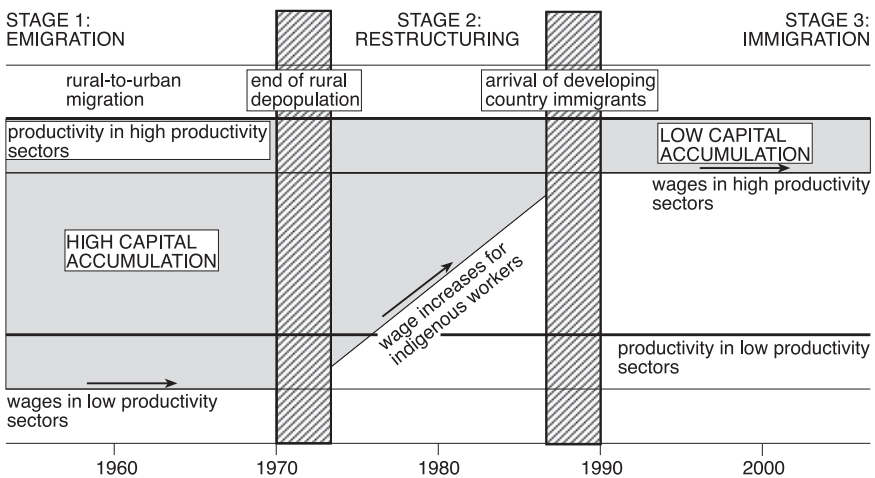 STAGE 1:
EMIGRATION
STAGE 2:
RESTRUCTURING
STAGE 3:
IMMIGRATION
rural-to-urban
migration
end of rural
depopulation
arrival of developing
country immigrants
productivity in high productivity
sectors
LOW CAPITAL
ACCUMULATION
wages in high productivity
sectors
HIGH CAPITAL
ACCUMULATION
wage increases for
indigenous workers
productivity in low productivity
sectors
wages in low productivity
sectors
1960
1970
1980
1990
2000